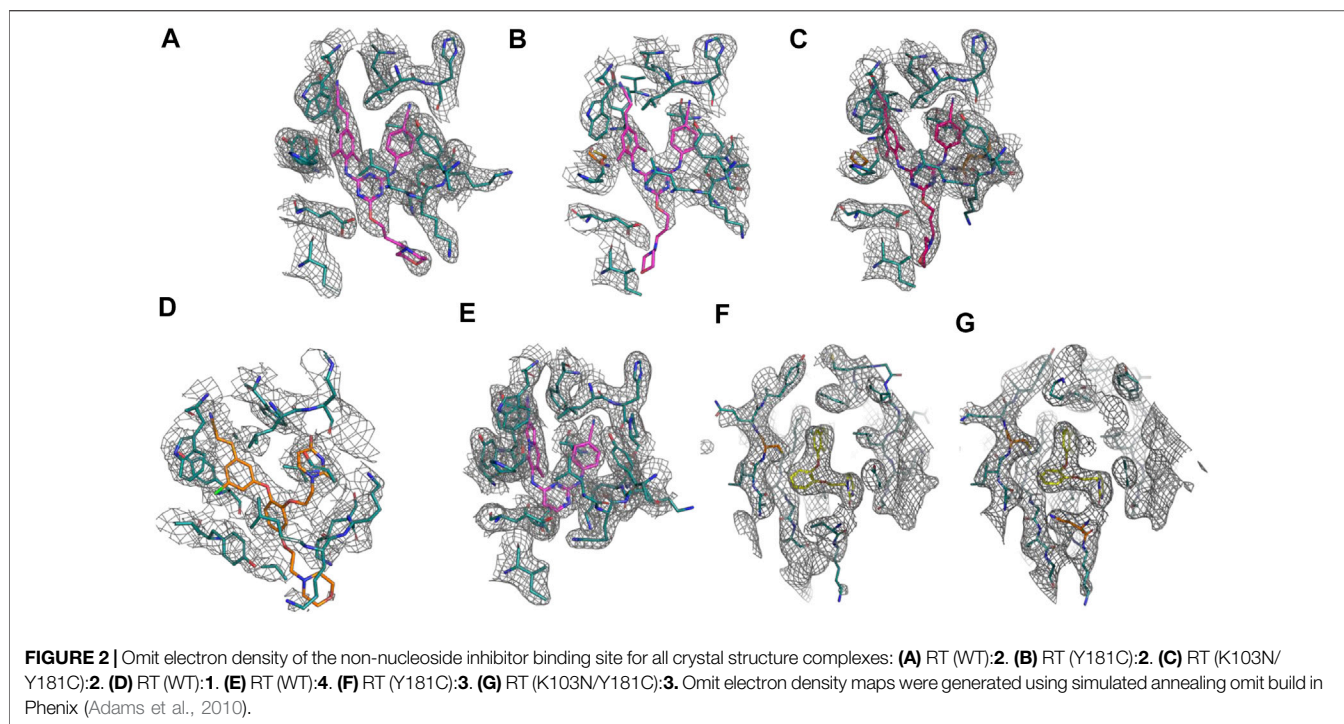 A
B
C
D
E
F
G
FIGURE 2 | Omit electron density of the non-nucleoside inhibitor binding site for all crystal structure complexes: (A) RT (WT):2. (B) RT (Y181C):2. (C) RT (K103N/
Y181C):2. (D) RT (WT):1. (E) RT (WT):4. (F) RT (Y181C):3. (G) RT (K103N/Y181C):3. Omit electron density maps were generated using simulated annealing omit build in
Phenix (Adams et al., 2010).